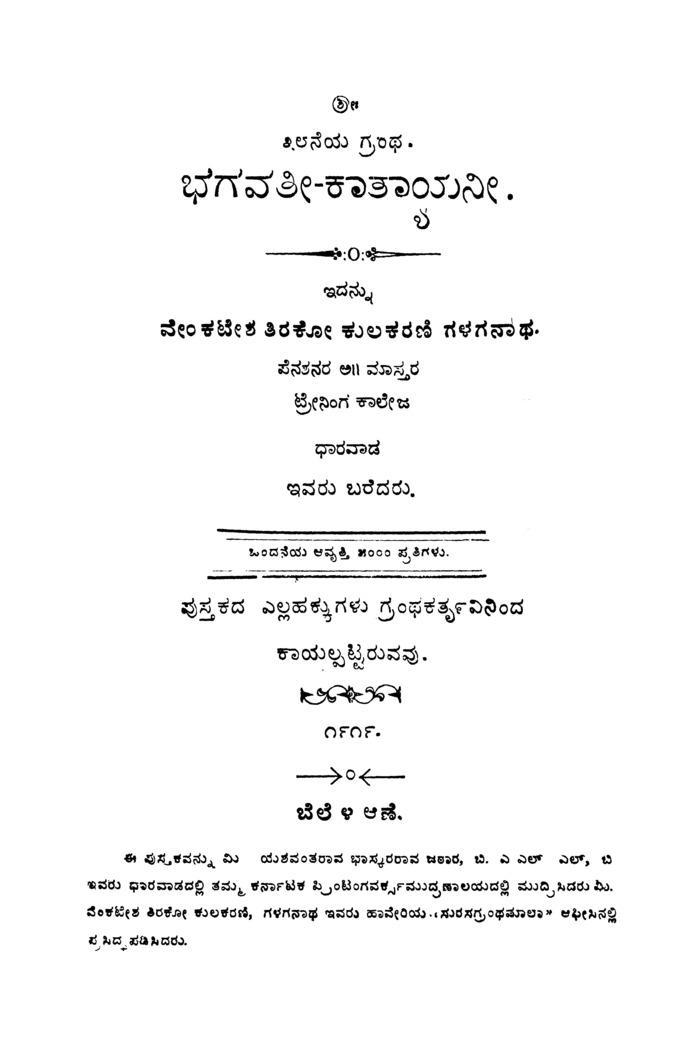 ಶ್ರೀ
೩೮ನೆಯ ಗ್ರಂಥ.
ಭಗವತೀ-ಕಾತ್ಯಾಯನೀ.
ಇದನ್ನು
ವೇಂಕಟೇಶ ತಿರಕೋ ಕುಲಕರಣಿ ಗಳಗನಾಥ.
ಪೆನಶನರ ಅ॥ ಮಾಸ್ತರ
ಟ್ರೇನಿಂಗ ಕಾಲೇಜ
ಧಾರವಾಡ
ಇವರು ಬರೆದರು.
ಒಂದನೆಯ ಆವೃತ್ತಿ ೫೦೦೦ ಪ್ರತಿಗಳು.
ಪುಸ್ತಕದ ಎಲ್ಲಹಕ್ಕುಗಳು ಗ್ರಂಥಕರ್ತೃವಿನಿಂದ
ಕಾಯಲ್ಪಟ್ಟಿರುವವು.
೧೯೧೯.
ಬೆಲೆ ೪ ಆಣೆ.
ಈ ಪುಸ್ತಕವನ್ನು ಮಿ ಯಶವಂತರಾವ ಭಾಸ್ಕರರಾವ ಜಠಾರ, ಬಿ. ಎ ಎಲ್ ಎಲ್, ಬಿ
ಇವರು ಧಾರವಾಡದಲ್ಲಿ ತಮ್ಮ ಕರ್ನಾಟಕ ಪ್ರಿಂಟಿಂಗವರ್ಕ್ಸಮುದ್ರಣಾಲಯದಲ್ಲಿ ಮುದ್ರಿಸಿದರು ಮಿ.
ವೆಂಕಟೇಶ ತಿರಕೋ ಕುಲಕರಣಿ, ಗಳಗನಾಥ ಇವರು ಹಾವೇರಿಯ "ಸುರಸಗ್ರಂಥಮಾಲಾ" ಆಫೀಸಿನಲ್ಲಿ
ಪ್ರಸಿದ್ಧಪಡಿಸಿದರು.